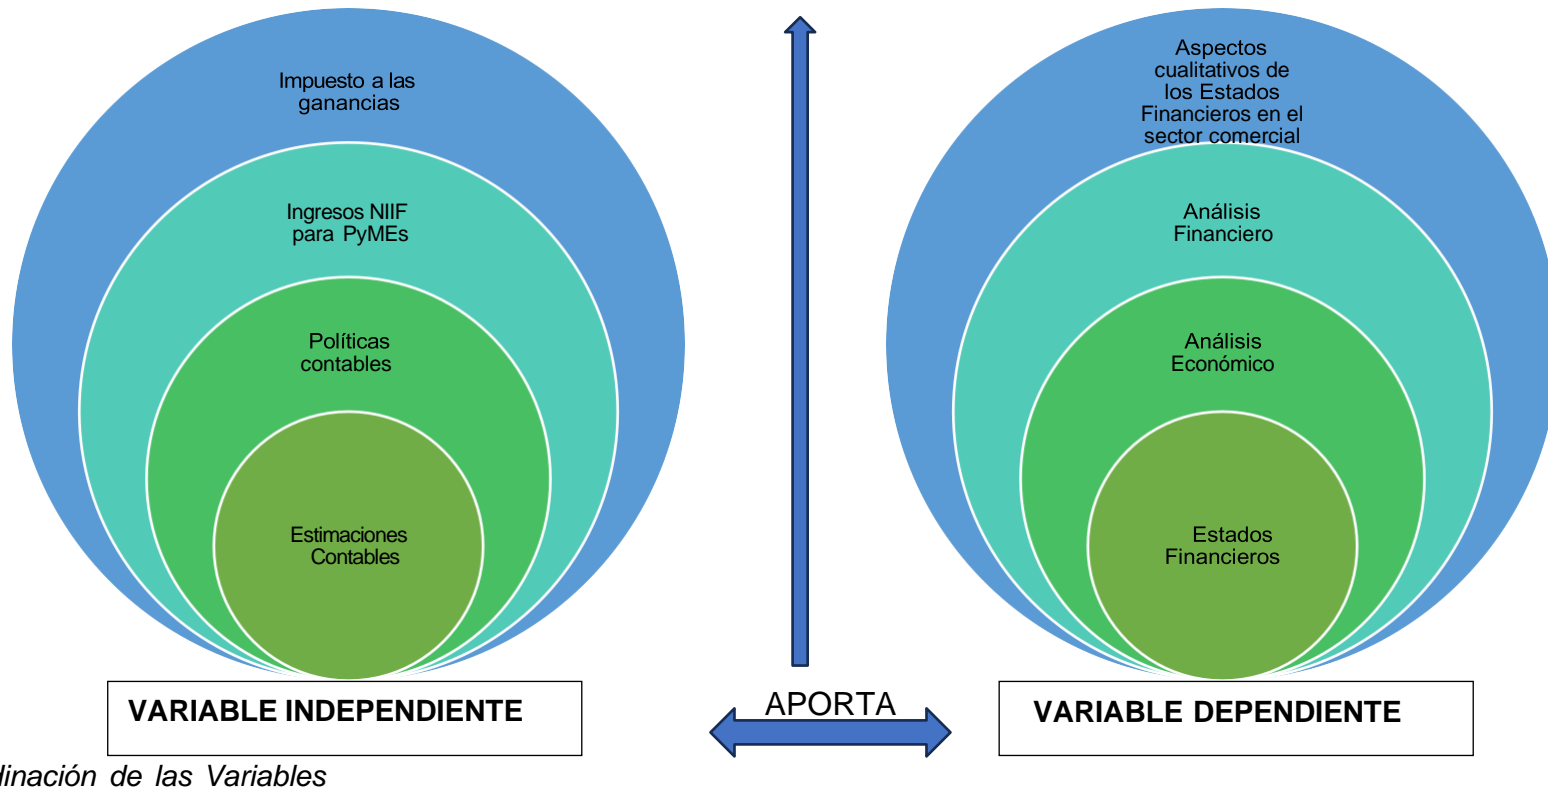 Impuesto a las
ganancias
Ingresos NIIF
para PyMEs
Políticas
contables
Estimaciones
Contables
VARIABLE INDEPENDIENTE
APORTA
Aspectos
cualitativos de
los Estados
Financieros en el
sector comercial
Análisis
Financiero
Análisis
Económico
Estados
Financieros
VARIABLE DEPENDIENTE
de las Variables